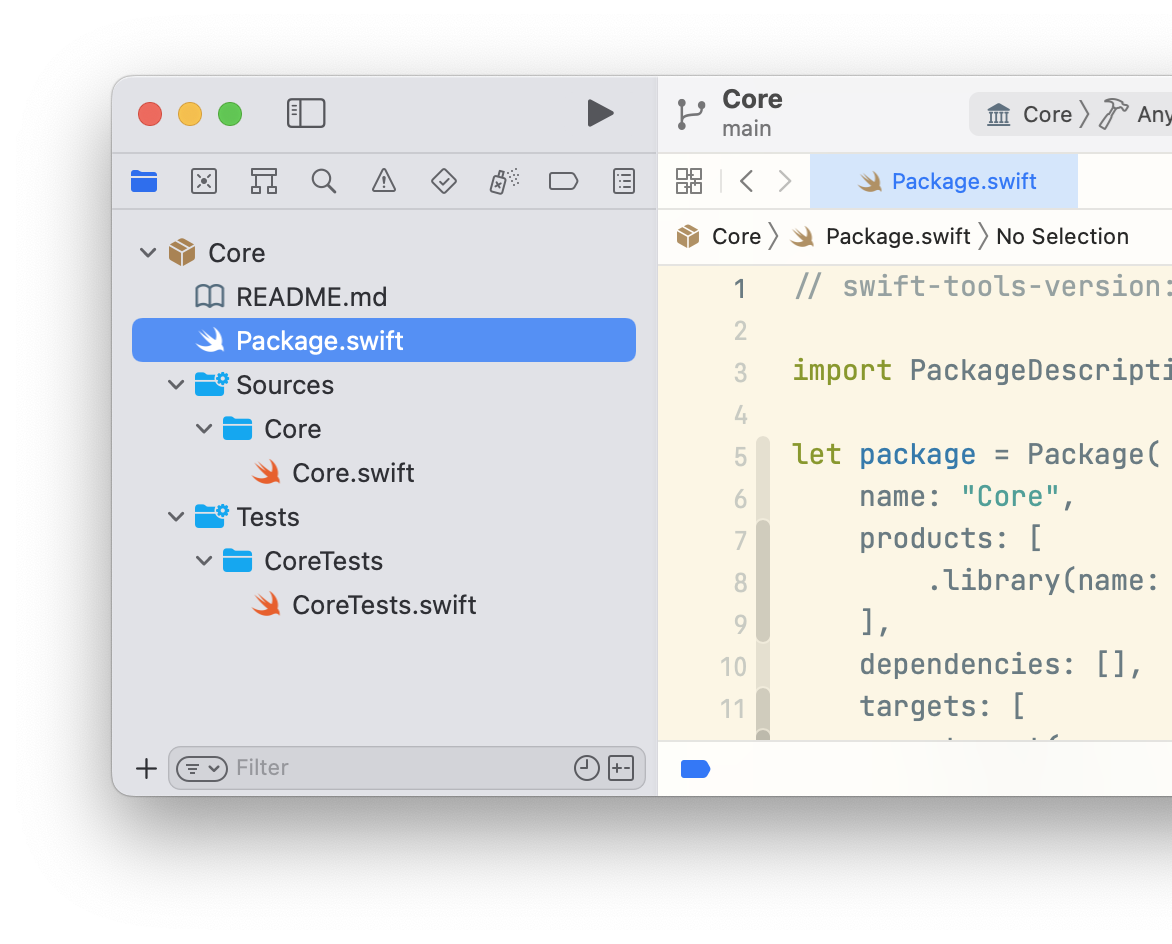 Core
main
Core
Any
Package.swift
Core
Package.swift
No Selection
Core
README.md
Package.swift
Sources
Core
Core.swift
Tests
CoreTests
CoreTests.swift
Filter
1 // swift-tools-version:
2
3 import PackageDescripti
4
5 let package = Package(
6 name: "Core",
7 products: [
8 .library(name:
9 ],
10 dependencies: [],
11 targets: [